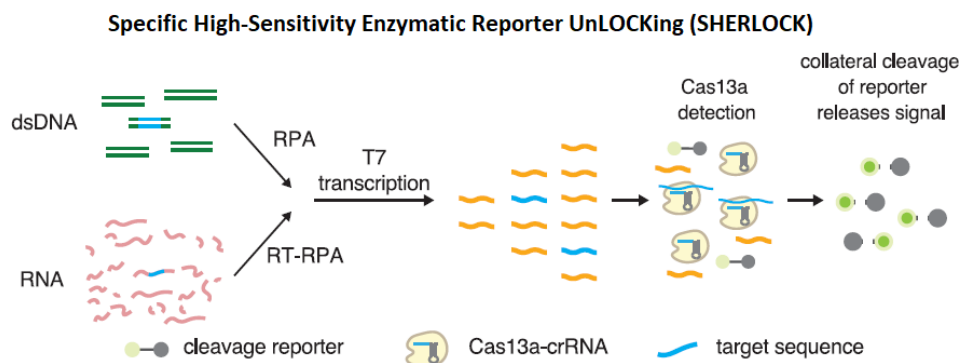 Specific High-Sensitivity Enzymatic Reporter UnLOCKing (SHERLOCK)
dsDNA
RPA
T7
transcription
RNA
RT-RPA
Cas13a
detection
collateral cleavage
of reporter
releases signal
cleavage reporter
Cas13a-crRNA
target sequence